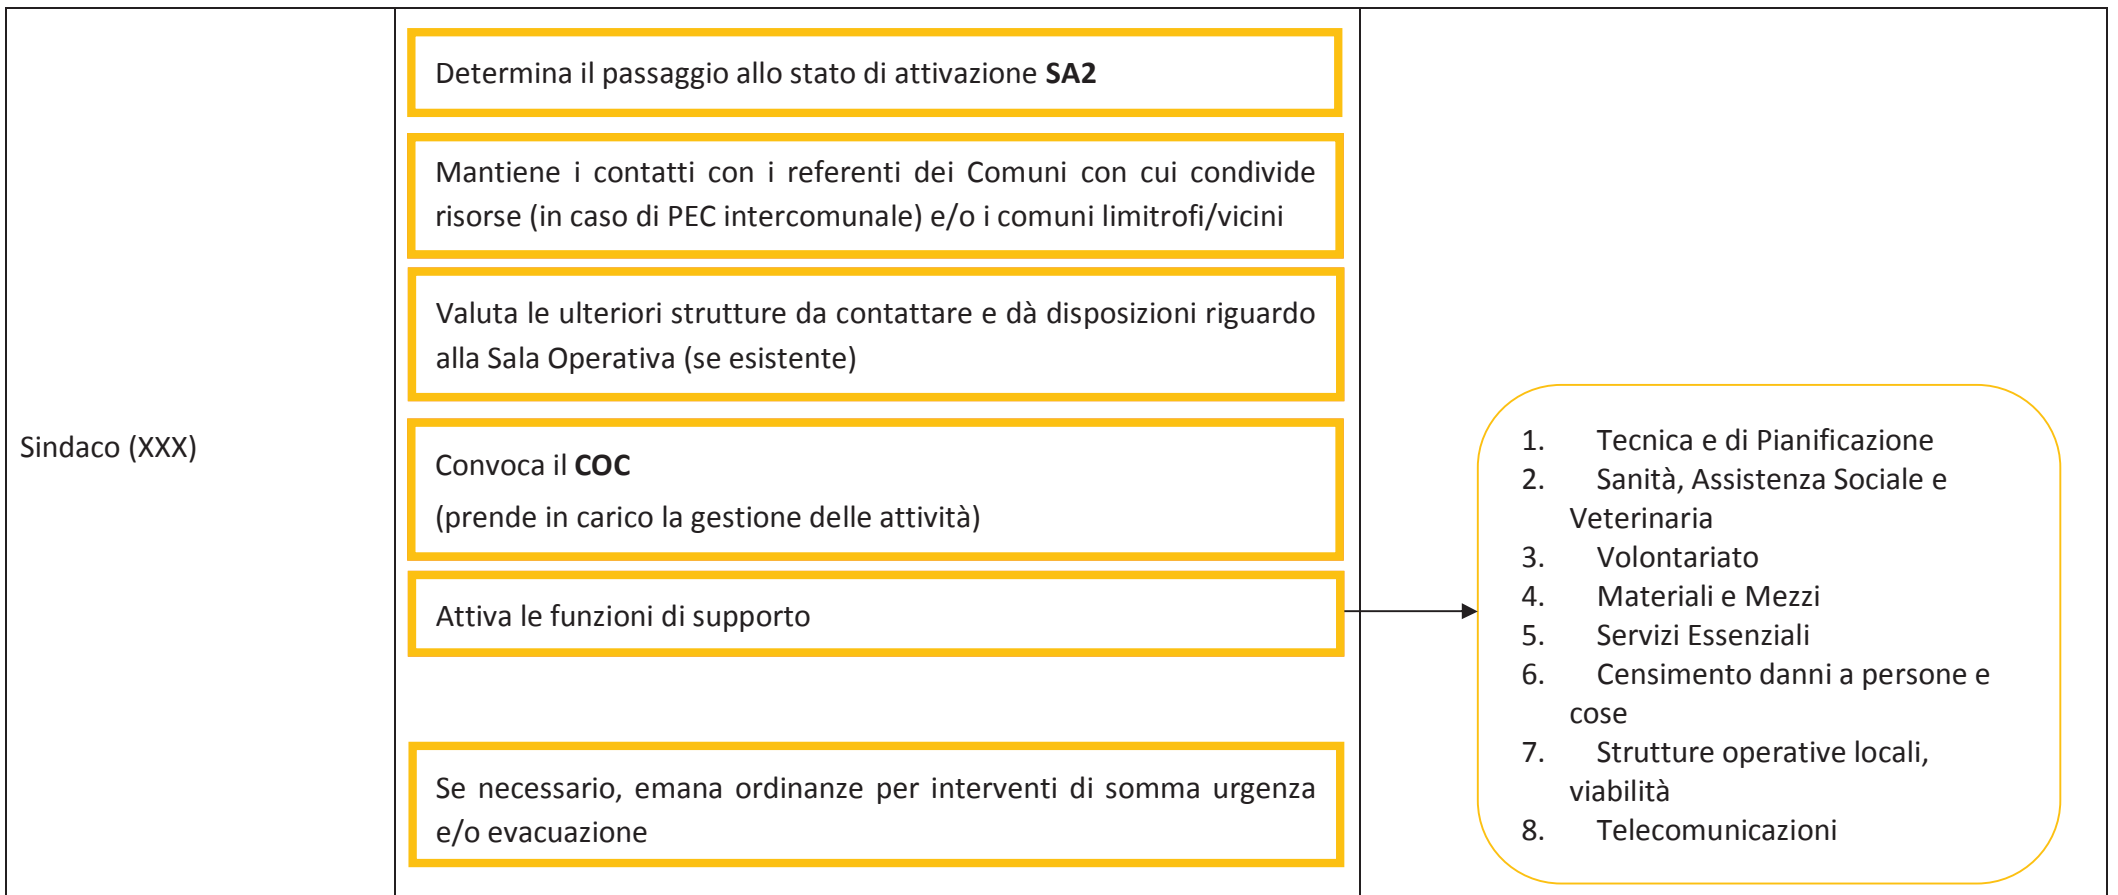 Sindaco (XXX)
Determina il passaggio allo stato di attivazione SA2
Mantiene i contatti con i referenti dei Comuni con cui condivide
risorse (in caso di PEC intercomunale) e/o i comuni limitrofi/vicini
Valuta le ulteriori strutture da contattare e dà disposizioni riguardo
alla Sala Operativa (se esistente)
Convoca il COC
(prende in carico la gestione delle attività)
Attiva le funzioni di supporto
Se necessario, emana ordinanze per interventi di somma urgenza
e/o evacuazione
1. Tecnica e di Pianificazione
2. Sanità, Assistenza Sociale e
Veterinaria
3. Volontariato
4. Materiali e Mezzi
5. Servizi Essenziali
6. Censimento danni a persone e
cose
7. Strutture operative locali,
viabilità
8. Telecomunicazioni